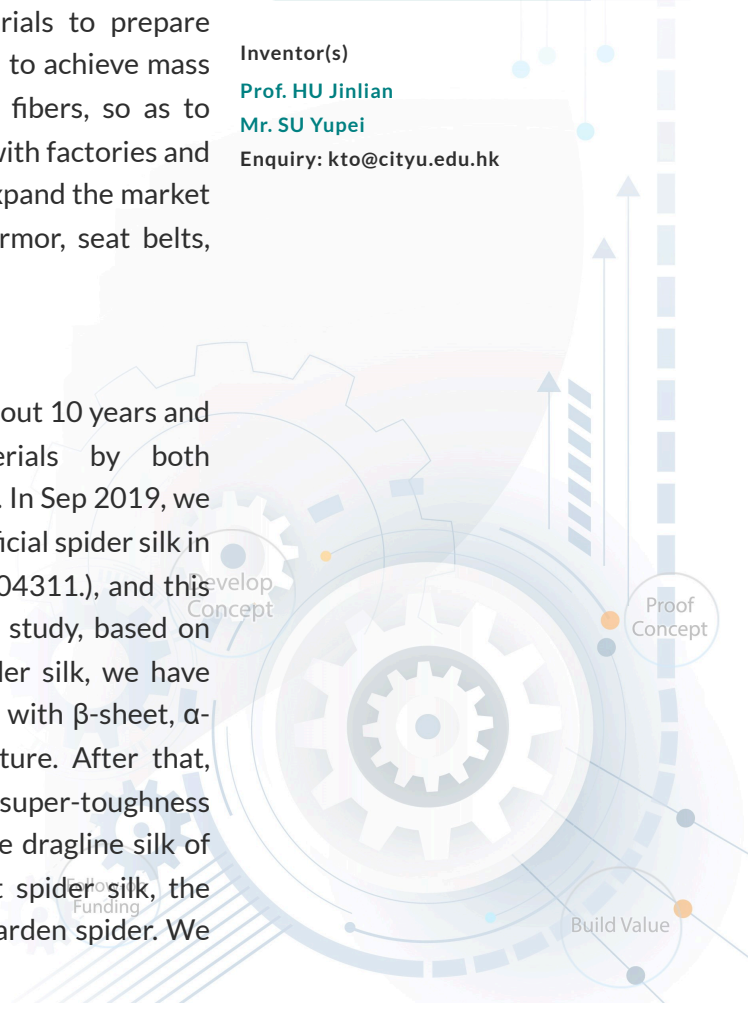 rials to prepare
to achieve mass
fibers, so as to
with factories and
xpand the market
rmor, seat belts,
Inventor(s)
Prof. HU Jinlian
Mr. SU Yupei
Enquiry: kto@cityu.edu.hk
out 10 years and
erials by both
. In Sep 2019, we
ficial spider silk in
04311.), and this
study, based on
der silk, we have
with β-sheet, α-
ture. After that,
super-toughness
e dragline silk of
t spider silk, the
arden spider. We
Develop
Concept
Proof
Concept
Funding
Build Value